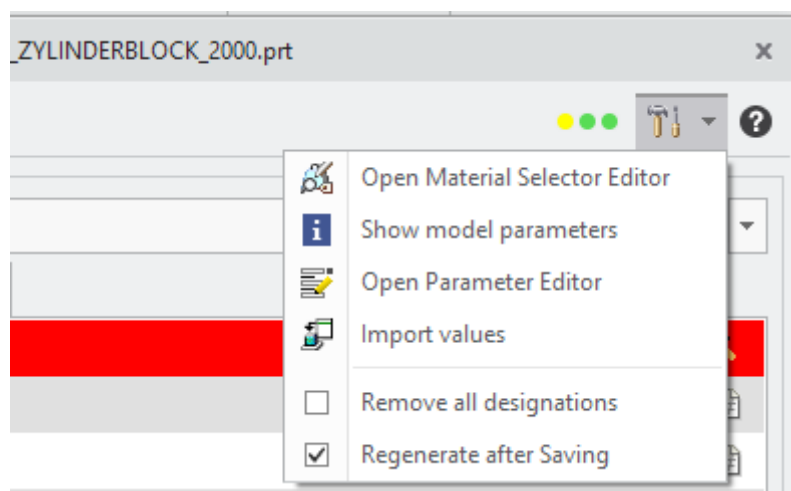 _ZYLINDERBLOCK_2000.prt
Open Material Selector Editor
Show model parameters
Open Parameter Editor
Import values
Remove all designations
Regenerate after Saving